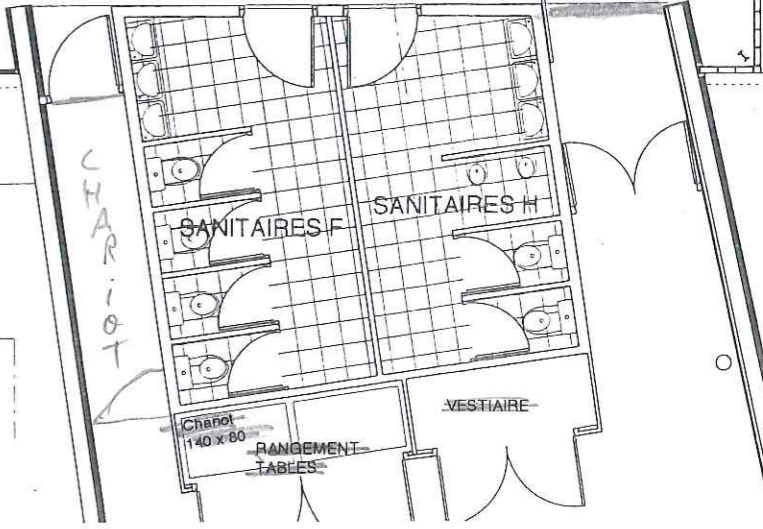 CHARiOT
SANITAIRES F
SANITAIRES H
Chariot
140 x 80
RANGEMENT
TABLES
VESTIAIRE